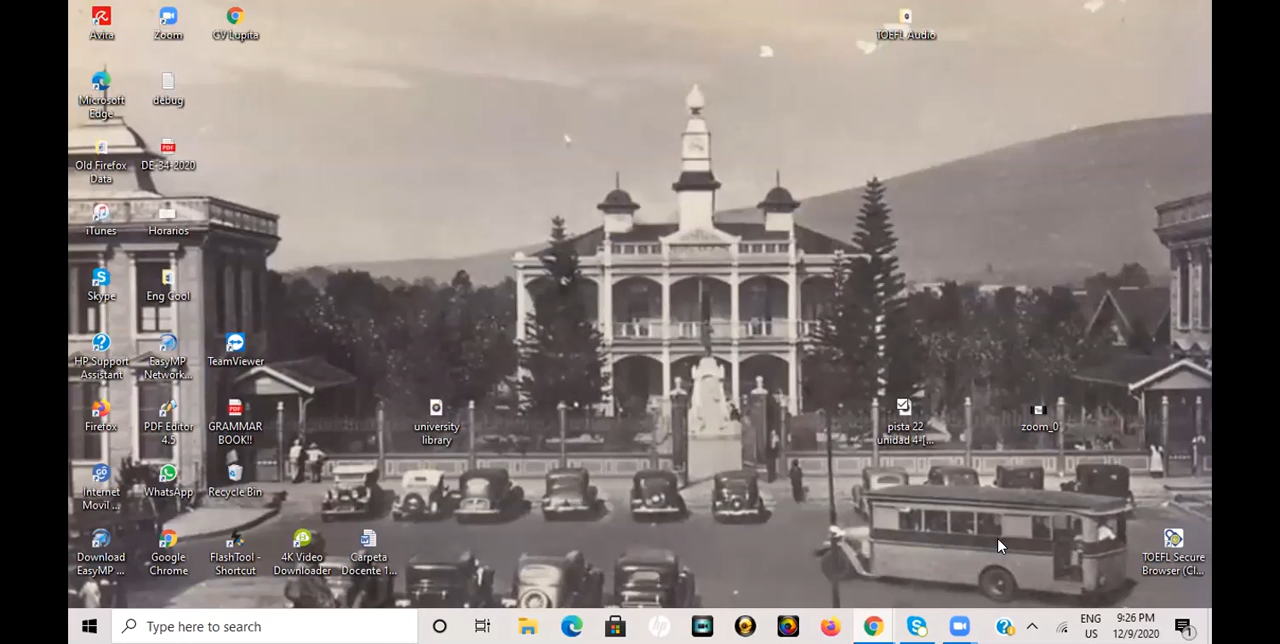 Avira
Zoom
CV Lupita
TOEFL Audio
Microsoft
Edge
debug
Old Firefox
Data
DE-34-2020
iTunes
Horarios
Skype
Eng Cool
HP Support
Assistant
EasyMP
Network...
TeamViewer
Firefox
PDF Editor
4.5
GRAMMAR
BOOK!!
university
library
pista 22
unidad 4-[...
zoom_0
Internet
Movil ...
WhatsApp
Recycle Bin
Download
EasyMP ...
Google
Chrome
FlashTool -
Shortcut
4K Video
Downloader
Carpeta
Docente 1...
TOEFL Secure
Browser (Cl...
Type here to search
ENG
US
9:26 PM
12/9/2020